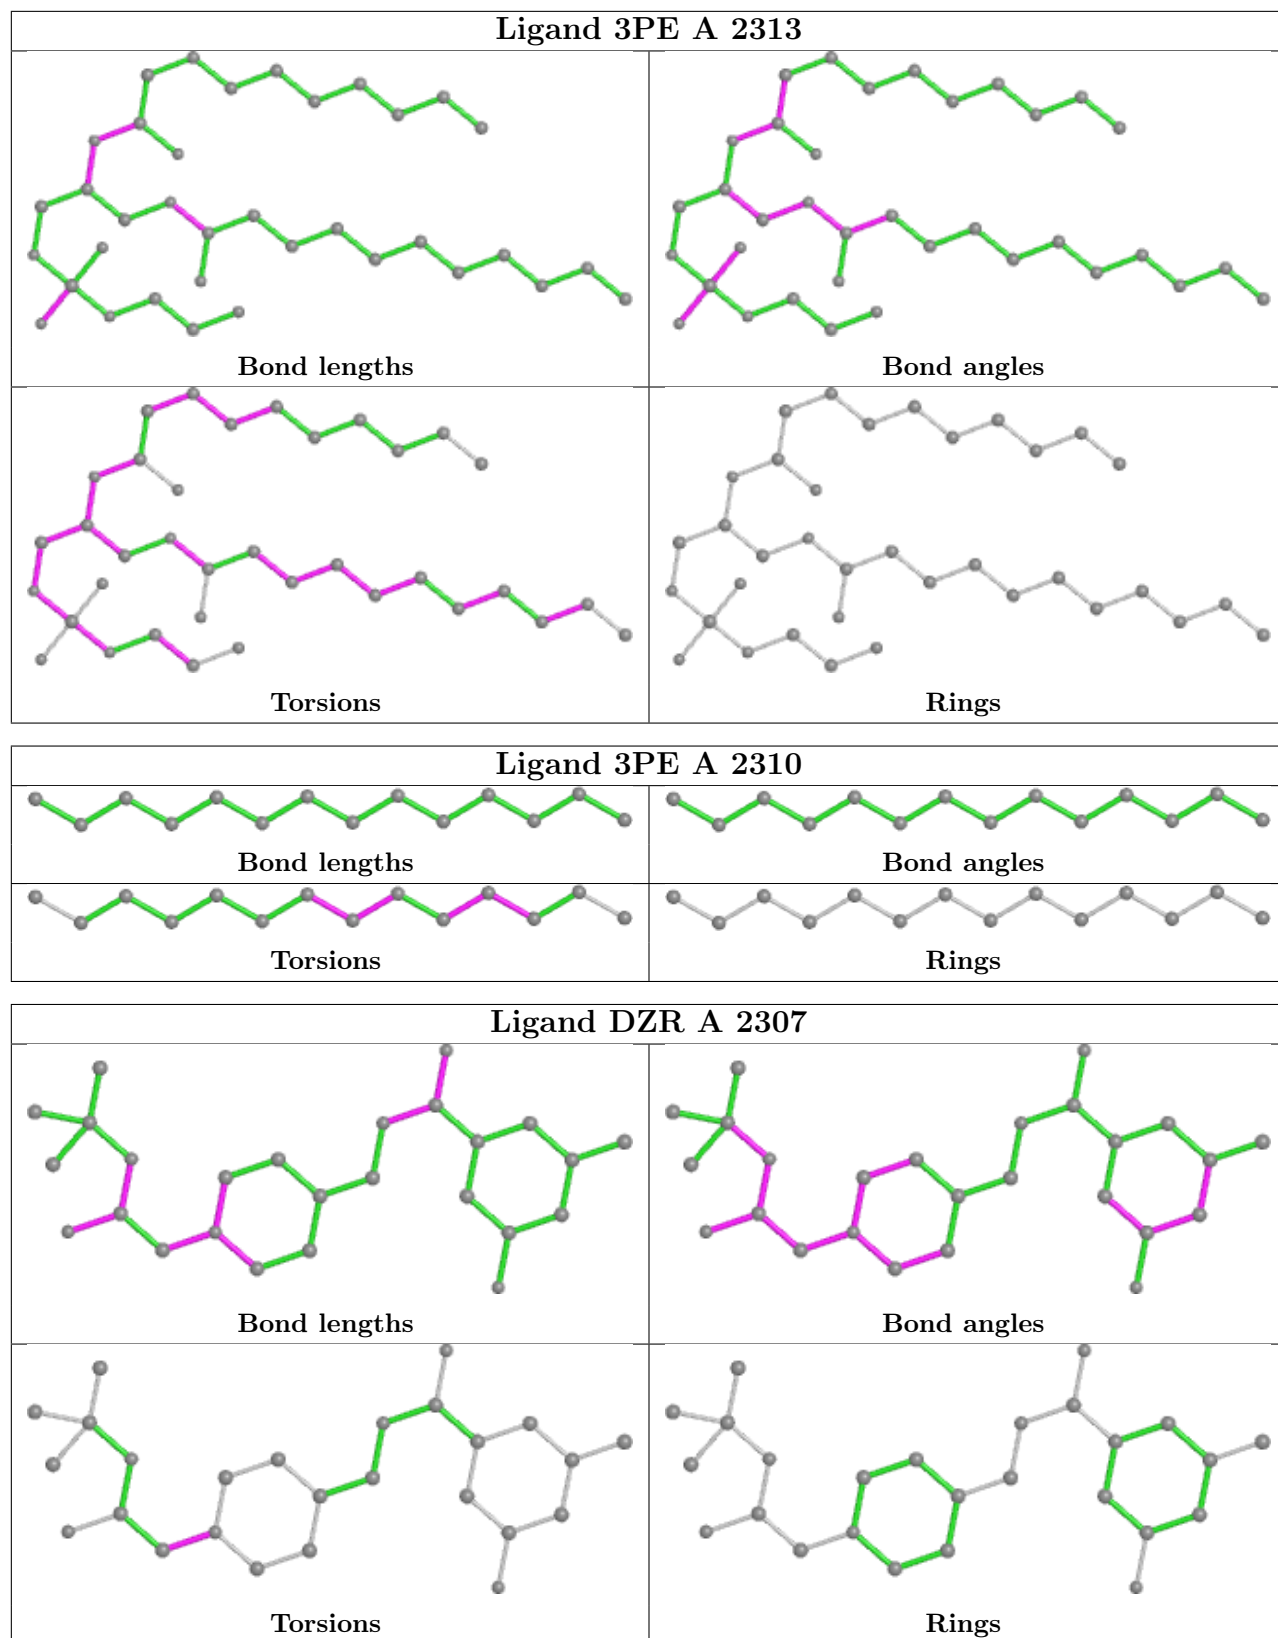 Ligand 3PE A 2313
Bond lengths
Bond angles
Torsions
Rings
Ligand 3PE A 2310
Bond lengths
Bond angles
Torsions
Rings
Ligand DZR A 2307
Bond lengths
Bond angles
Torsions
Rings